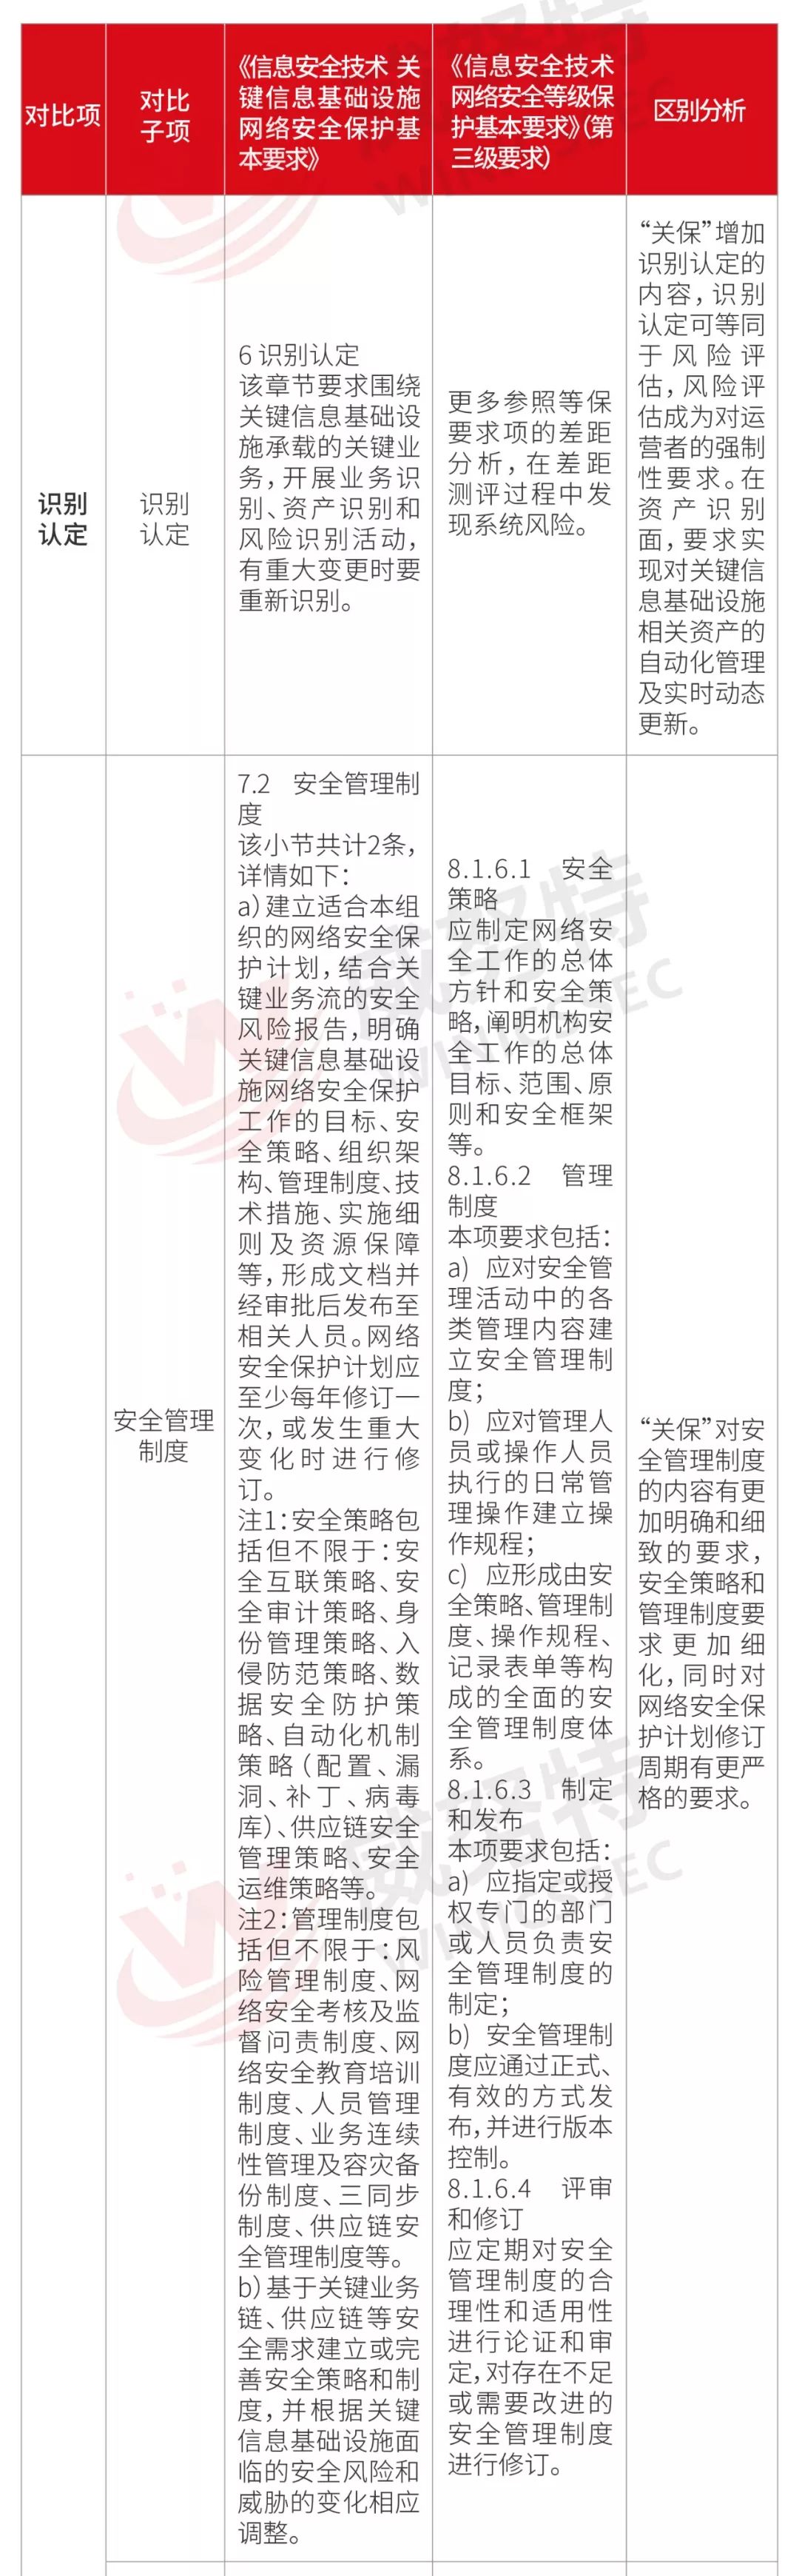 对比项
对比
子项
《信息安全技术 关
键信息基础设施
网络安全保护基
本要求》
《信息安全技术
网络安全等级保
护基本要求》(第
三级要求)
区别分析
识别
认定
识别
认定
6 识别认定
该章节要求围绕
关键信息基础设
施承载的关键业
务，开展业务识
别、资产识别和
风险识别活动，
有重大变更时要
重新识别。
更多参照等保
要求项的差距
分析，在差距
测评过程中发
现系统风险。
“关保”增加
识别认定的
内容，识别
认定可等同
于风险评
估，风险评
估成为对运
营者的强制
性要求。在
资产识别
面，要求实
现对关键信
息基础设施
相关资产的
自动化管理
及实时动态
更新。
安全管理
制度
7.2 安全管理制
度
该小节共计2条，
详情如下：
a）建立适合本组
织的网络安全保
护计划，结合关
键业务流的安全
风险报告，明确
关键信息基础设
施网络安全保护
工作的目标、安
全策略、组织架
构、管理制度、技
术措施、实施细
则及资源保障
等，形成文档并
经审批后发布至
相关人员。网络
安全保护计划应
至少每年修订一
次，或发生重大
变化时进行修
订。
注1：安全策略包
括但不限于：安
全互联策略、安
全审计策略、身
份管理策略、入
侵防范策略、数
据安全防护策
略、自动化机制
策略（配置、漏
洞、补丁、病毒
库）、供应链安全
管理策略、安全
运维策略等。
注2：管理制度包
括但不限于：风
险管理制度、网
络安全考核及监
督问责制度、网
络安全教育培训
制度、人员管理
制度、业务连续
性管理及容灾备
份制度、三同步
制度、供应链安
全管理制度等。
b）基于关键业务
链、供应链等安
全需求建立或完
善安全策略和制
度，并根据关键
信息基础设施面
临的安全风险和
威胁的变化相应
调整。
8.1.6.1 安全
策略
应制定网络安
全工作的总体
方针和安全策
略，阐明机构安
全工作的总体
目标、范围、原
则和安全框架
等。
8.1.6.2 管理
制度
本项要求包括：
a) 应对安全管
理活动中的各
类管理内容建
立安全管理制
度；
b) 应对管理人
员或操作人员
执行的日常管
理操作建立操
作规程；
c) 应形成由安
全策略、管理制
度、操作规程、
记录表单等构
成的全面的安
全管理制度体
系。
8.1.6.3 制定
和发布
本项要求包括：
a) 应指定或授
权专门的部门
或人员负责安
全管理制度的
制定；
b) 安全管理制
度应通过正式、
有效的方式发
布，并进行版本
控制。
8.1.6.4 评审
和修订
应定期对安全
管理制度的合
理性和适用性
进行论证和审
定，对存在不足
或需要改进的
安全管理制度
进行修订。
“关保”对安
全管理制度
的内容有更
加明确和细
致的要求，
安全策略和
管理制度要
求更加细
化，同时对
网络安全保
护计划修订
周期有更严
格的要求。
威努特
WINICSSEC
威努特
WINICSSEC